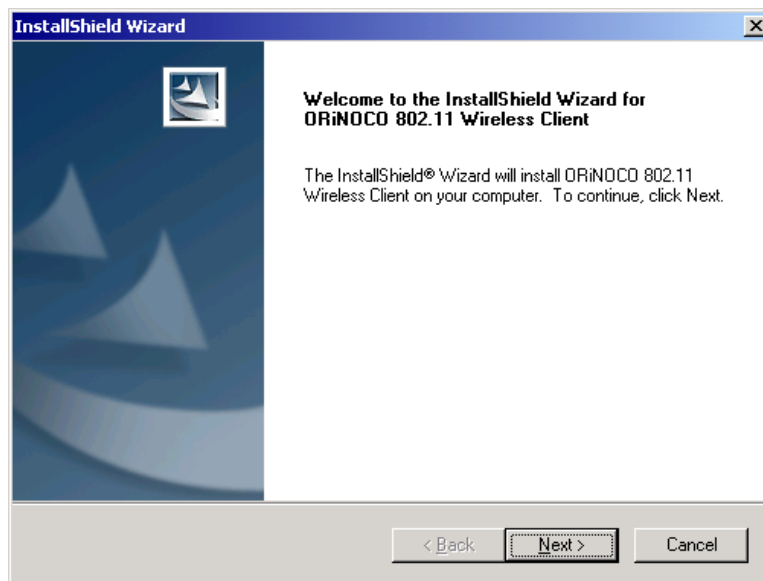 InstallShield Wizard
Welcome to the InstallShield Wizard for
ORiNOCO 802.11 Wireless Client
The InstallShield® Wizard will install ORiNOCO 802.11
Wireless Client on your computer. To continue, click Next.
< Back
Next >
Cancel